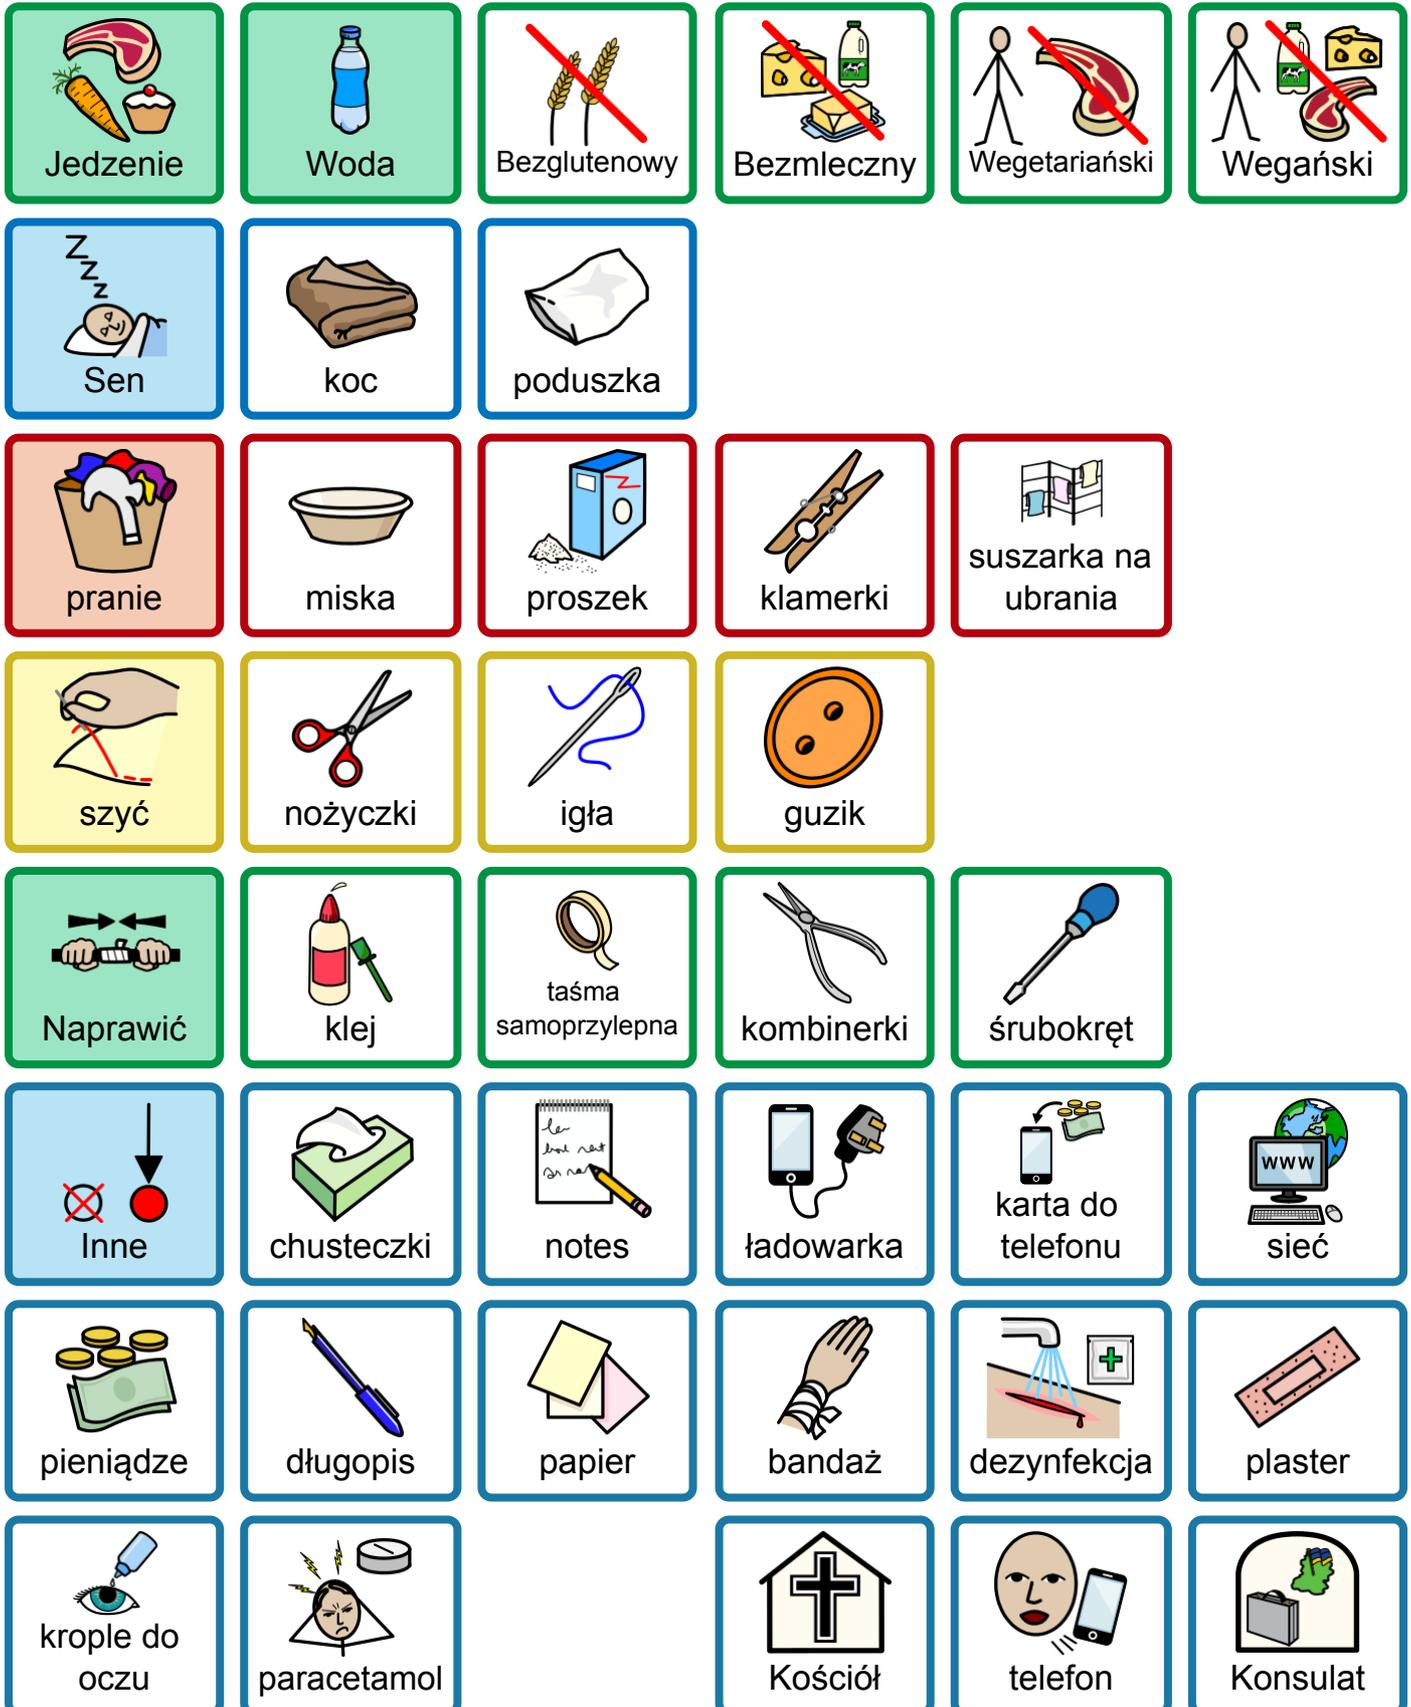 Jedzenie
Woda
Bezglutenowy
Bezmleczny
Wegetariański
Wegański
Z
Z
Z
Sen
koc
poduszka
pranie
miska
proszek
klamerki
suszarka na
ubrania
szyć
nożyczki
igła
guzik
Naprawić
klej
taśma
samoprzylepna
kombinerki
śrubokręt
Inne
chusteczki
notes
ładowarka
karta do
telefonu
www
sieć
pieniądze
długopis
papier
bandaż
dezynfekcja
plaster
krople do
oczu
paracetamol
Kościół
telefon
Konsulat